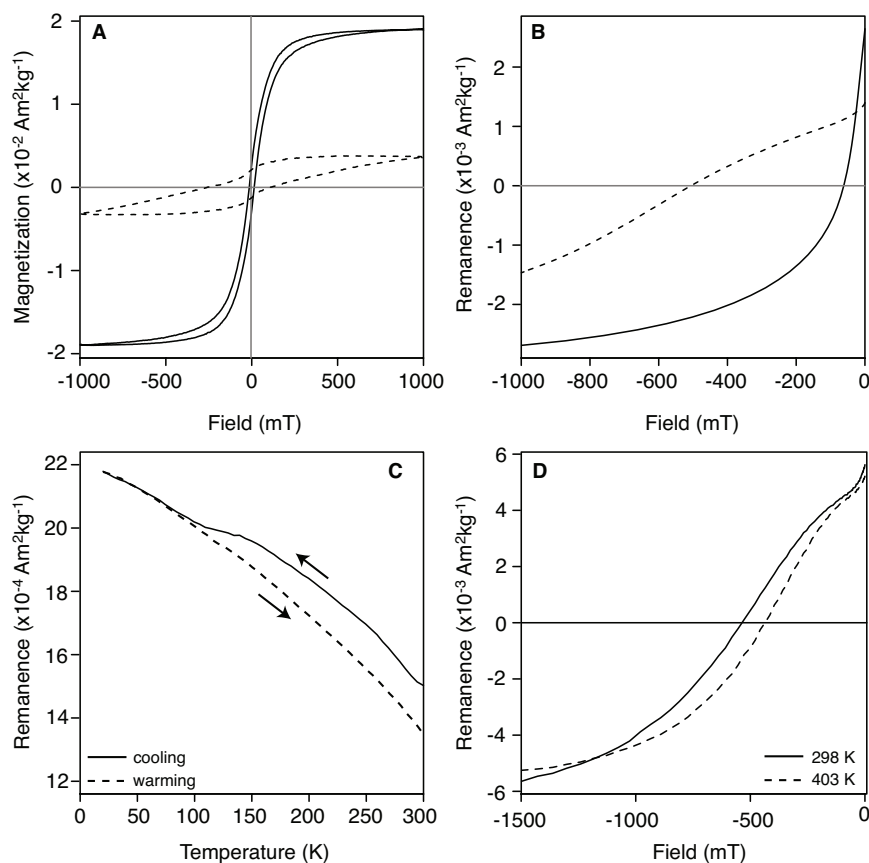 A
Magnetization (x10⁻² Am²kg⁻¹)
2
1
0
-1
-2
-1000
-500
0
500
1000
Field (mT)
B
Remanence (x10⁻³ Am²kg⁻¹)
2
1
0
-1
-2
-1000
-800
-600
-400
-200
0
Field (mT)
C
Remanence (x10⁻⁴ Am²kg⁻¹)
22
20
18
16
14
12
cooling
warming
0
50
100
150
200
250
300
Temperature (K)
D
Remanence (x10⁻³ Am²kg⁻¹)
6
4
2
0
-2
-4
-6
298 K
403 K
-1500
-1000
-500
0
Field (mT)